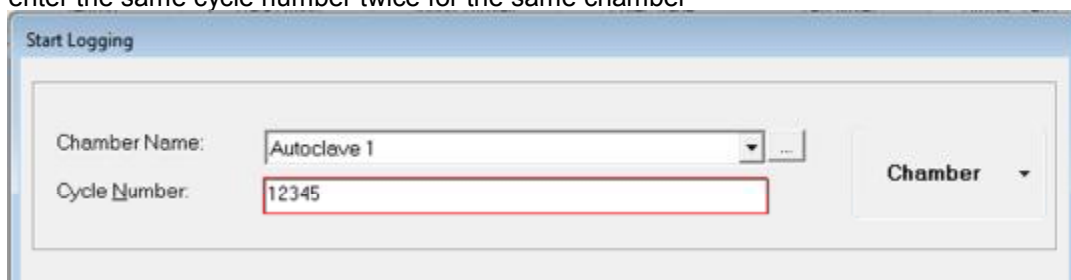 enter the same cycle number twice for the same chamber
Start Logging
Chamber Name:
Autoclave 1
...
Chamber
Cycle Number:
12345